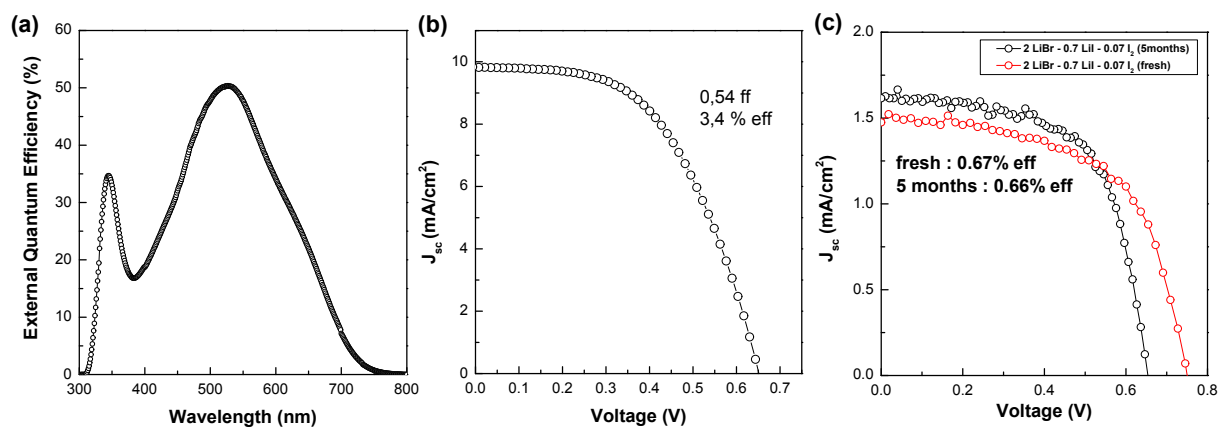 (a)
60
50
40
30
20
10
0
300 400 500 600 700 800
External Quantum Efficiency (%)
Wavelength (nm)
(b)
12
10
8
6
4
2
0
0.0 0.1 0.2 0.3 0.4 0.5 0.6 0.7
J_sc (mA/cm²)
Voltage (V)
0,54 ff
3,4 % eff
(c)
2.0
1.5
1.0
0.5
0.0
0.0 0.2 0.4 0.6 0.8
J_sc (mA/cm²)
Voltage (V)
2 LiBr - 0.7 LiI - 0.07 I₂ (5months)
2 LiBr - 0.7 LiI - 0.07 I₂ (fresh)
fresh : 0.67% eff
5 months : 0.66% eff